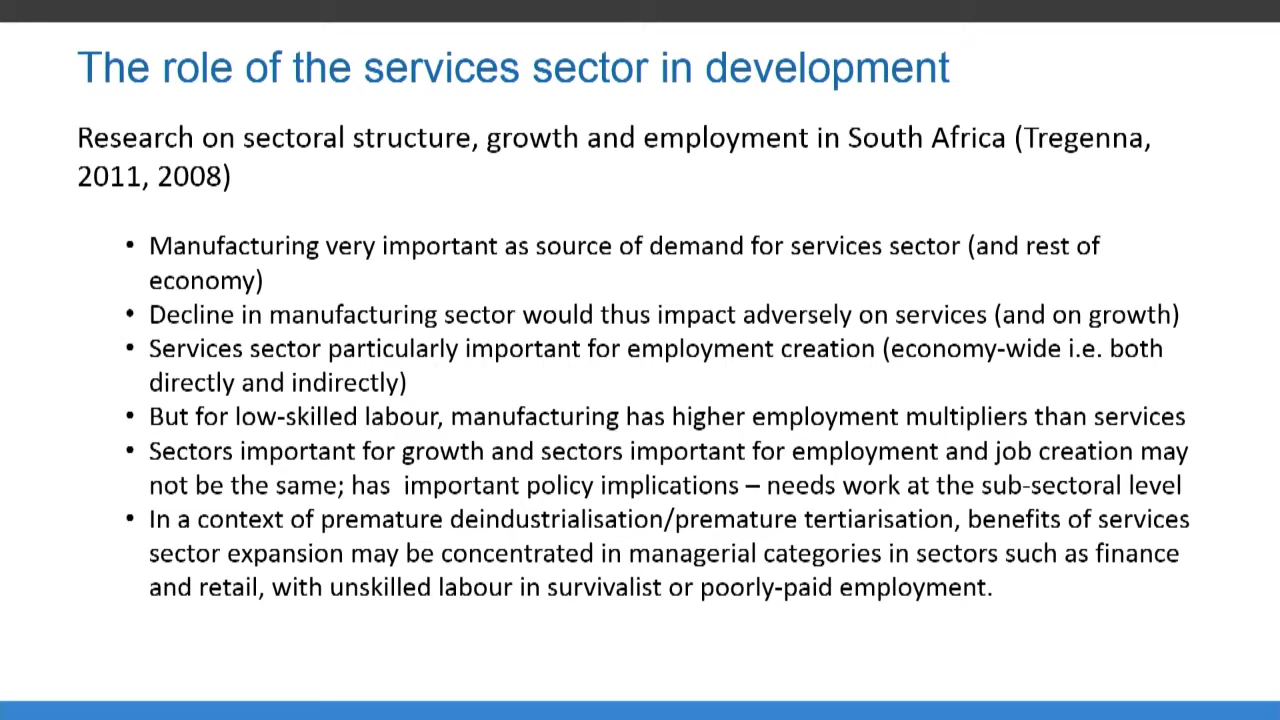 The role of the services sector in development
Research on sectoral structure, growth and employment in South Africa (Tregenna,
2011, 2008)
• Manufacturing very important as source of demand for services sector (and rest of
economy)
• Decline in manufacturing sector would thus impact adversely on services (and on growth)
• Services sector particularly important for employment creation (economy-wide i.e. both
directly and indirectly)
• But for low-skilled labour, manufacturing has higher employment multipliers than services
• Sectors important for growth and sectors important for employment and job creation may
not be the same; has  important policy implications – needs work at the sub-sectoral level
• In a context of premature deindustrialisation/premature tertiarisation, benefits of services
sector expansion may be concentrated in managerial categories in sectors such as finance
and retail, with unskilled labour in survivalist or poorly-paid employment.